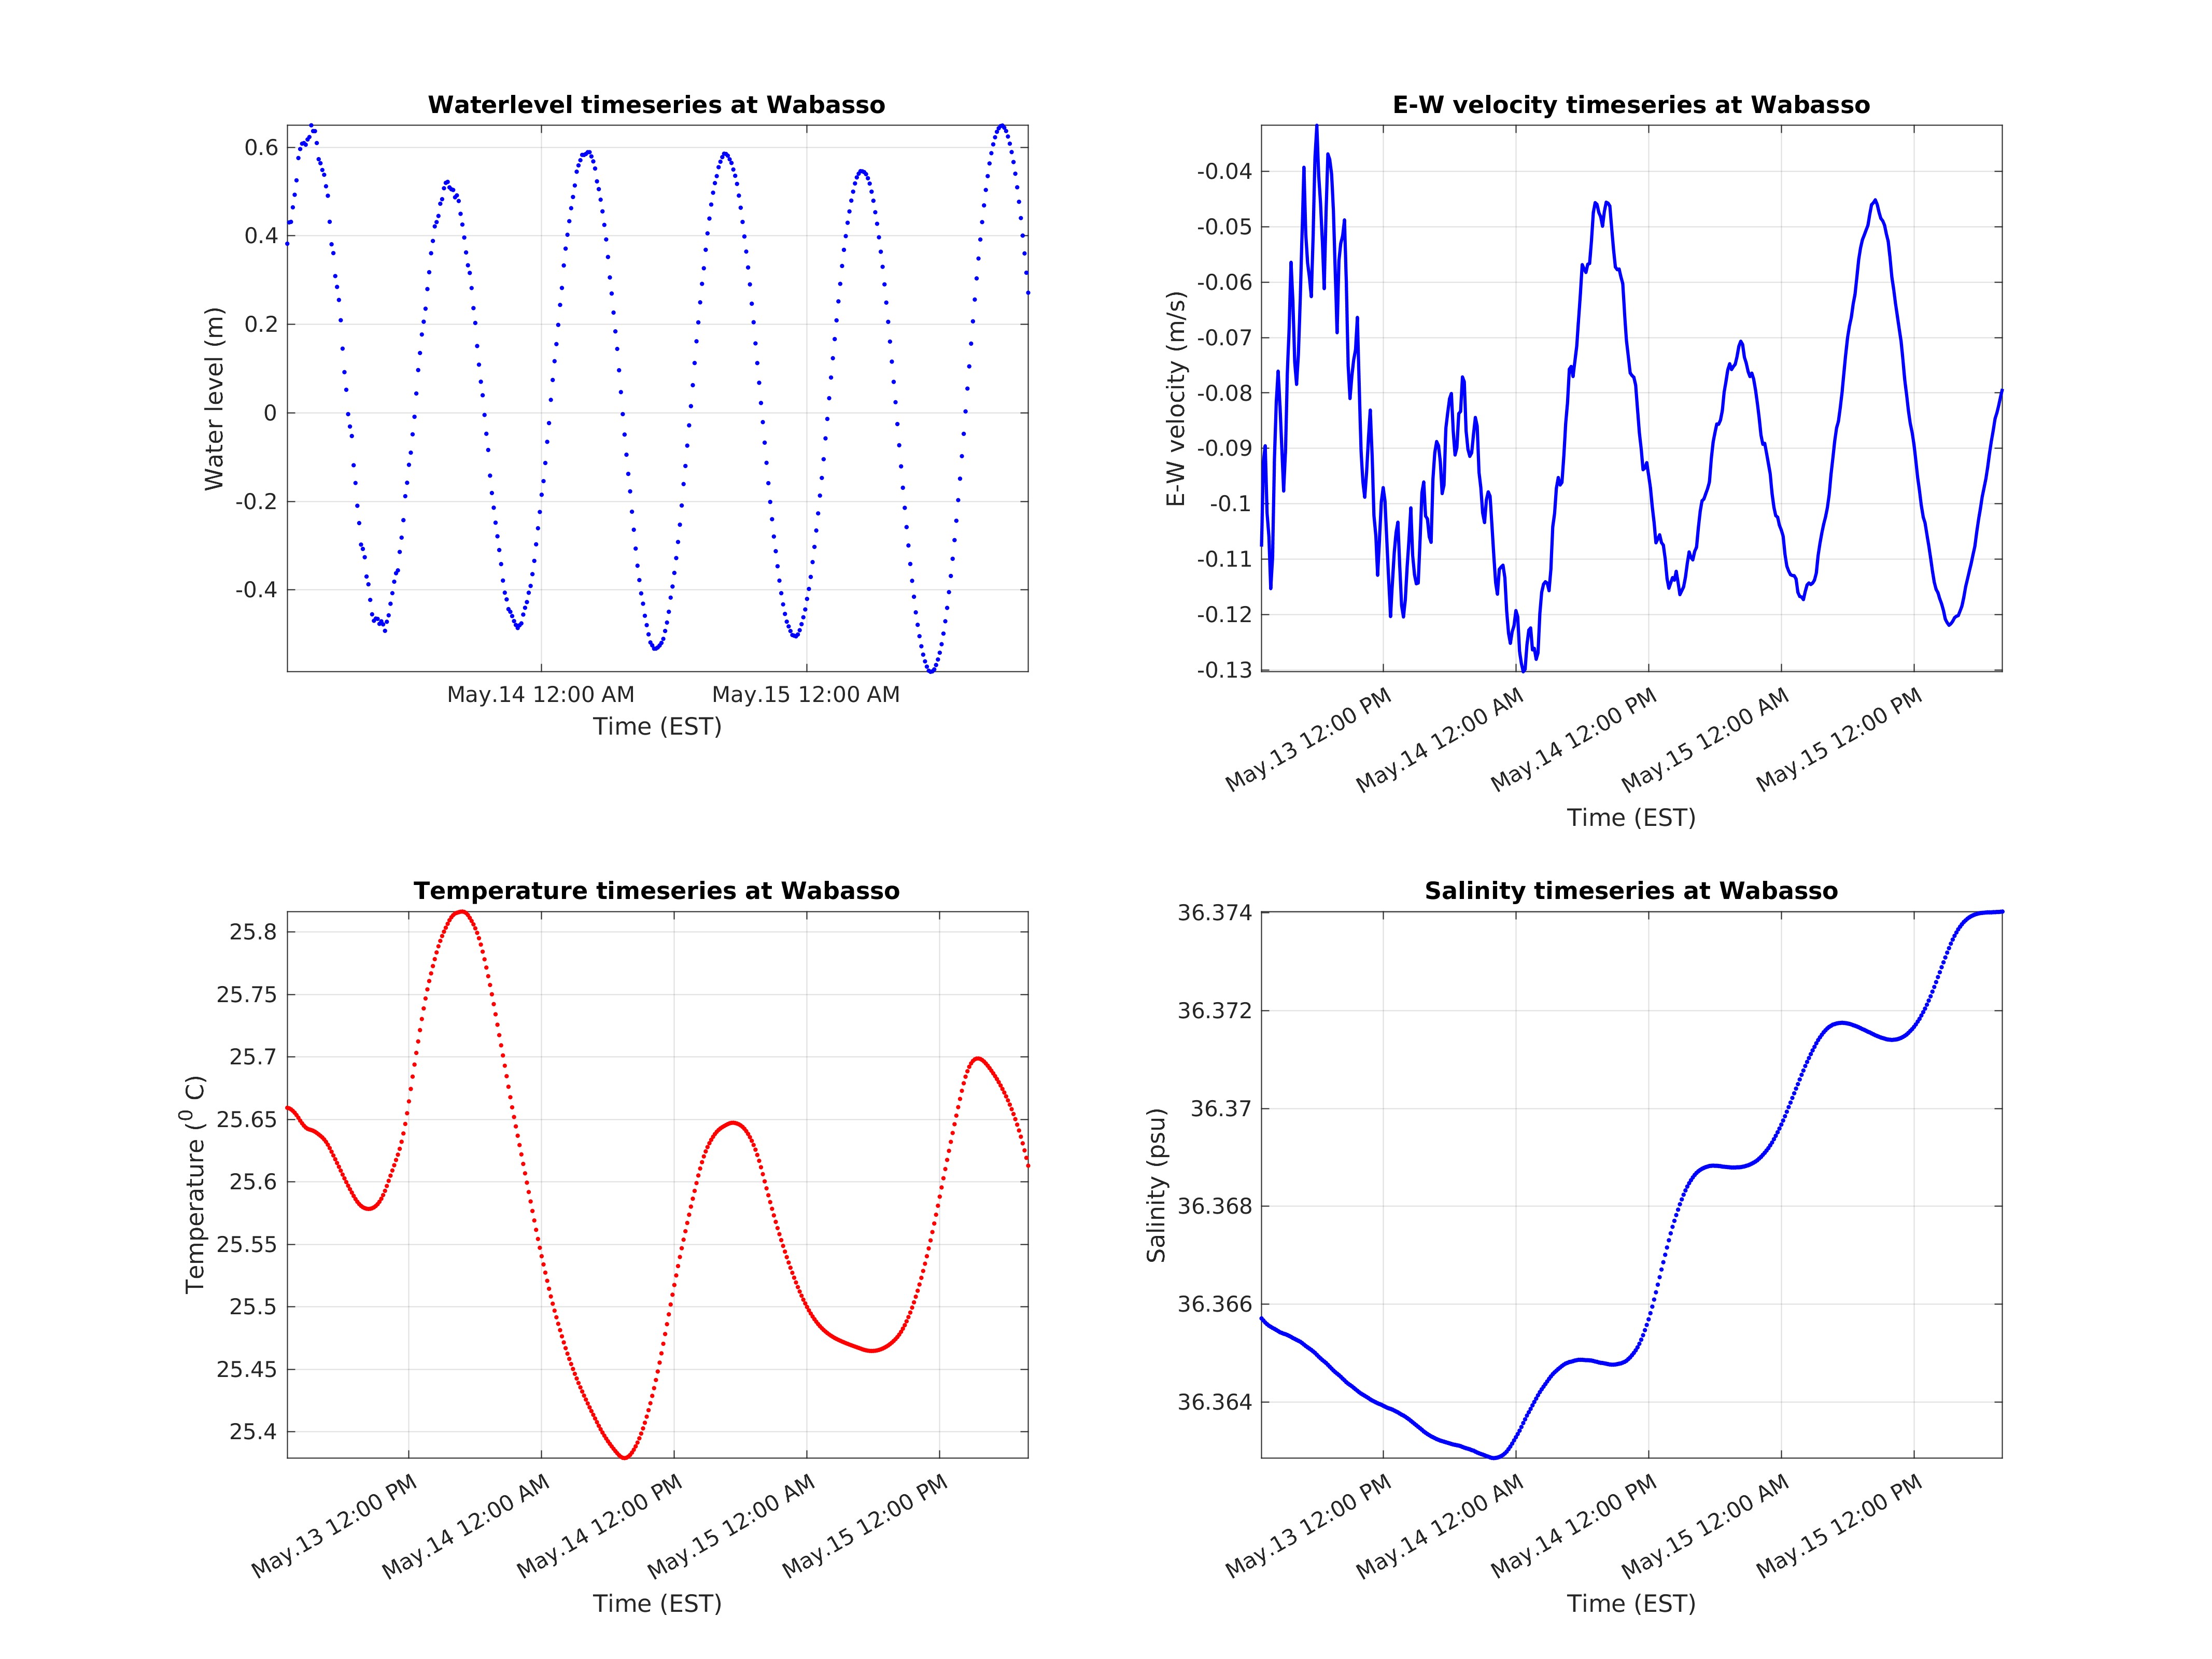 Waterlevel timeseries at Wabasso
0.6
0.4
0.2
0
-0.2
-0.4
Water level (m)
May.14 12:00 AM
May.15 12:00 AM
Time (EST)
E-W velocity timeseries at Wabasso
-0.04
-0.05
-0.06
-0.07
-0.08
-0.09
-0.1
-0.11
-0.12
-0.13
E-W velocity (m/s)
May.13 12:00 PM
May.14 12:00 AM
May.14 12:00 PM
May.15 12:00 AM
May.15 12:00 PM
Time (EST)
Temperature timeseries at Wabasso
25.8
25.75
25.7
25.65
25.6
25.55
25.5
25.45
25.4
Temperature (⁰ C)
May.13 12:00 PM
May.14 12:00 AM
May.14 12:00 PM
May.15 12:00 AM
May.15 12:00 PM
Time (EST)
Salinity timeseries at Wabasso
36.374
36.372
36.37
36.368
36.366
36.364
Salinity (psu)
May.13 12:00 PM
May.14 12:00 AM
May.14 12:00 PM
May.15 12:00 AM
May.15 12:00 PM
Time (EST)